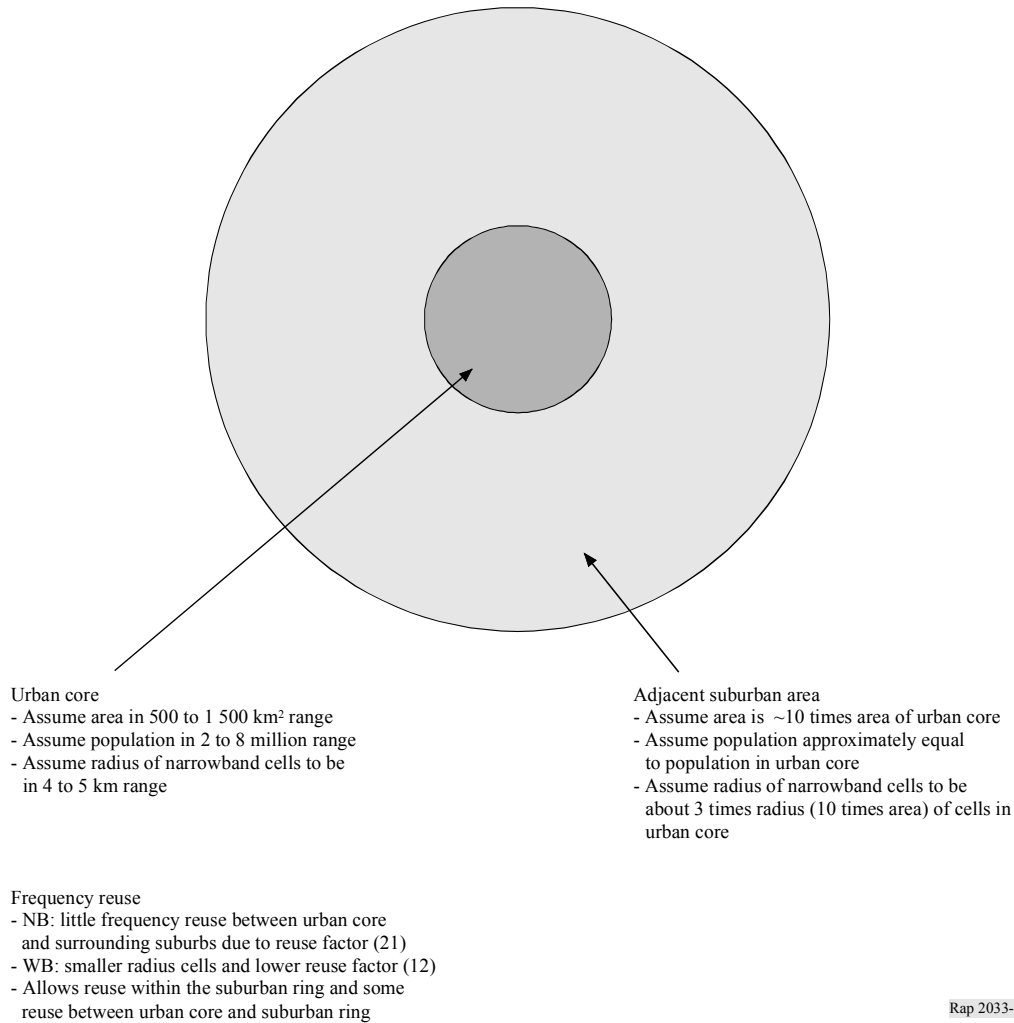 Urban core
- Assume area in 500 to 1 500 km² range
- Assume population in 2 to 8 million range
- Assume radius of narrowband cells to be
in 4 to 5 km range
Adjacent suburban area
- Assume area is ~10 times area of urban core
- Assume population approximately equal
to population in urban core
- Assume radius of narrowband cells to be
about 3 times radius (10 times area) of cells in
urban core
Frequency reuse
- NB: little frequency reuse between urban core
and surrounding suburbs due to reuse factor (21)
- WB: smaller radius cells and lower reuse factor (12)
- Allows reuse within the suburban ring and some
reuse between urban core and suburban ring
Rap 2033-